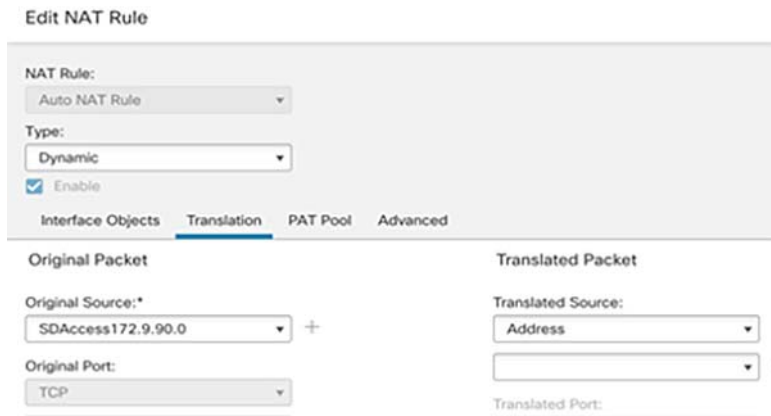 Edit NAT Rule
NAT Rule:
Auto NAT Rule
Type:
Dynamic
Enable
Interface Objects Translation PAT Pool Advanced
Original Packet Translated Packet
Original Source:* Translated Source:
SDAccess172.9.90.0 Address
Original Port:
TCP
Translated Port: